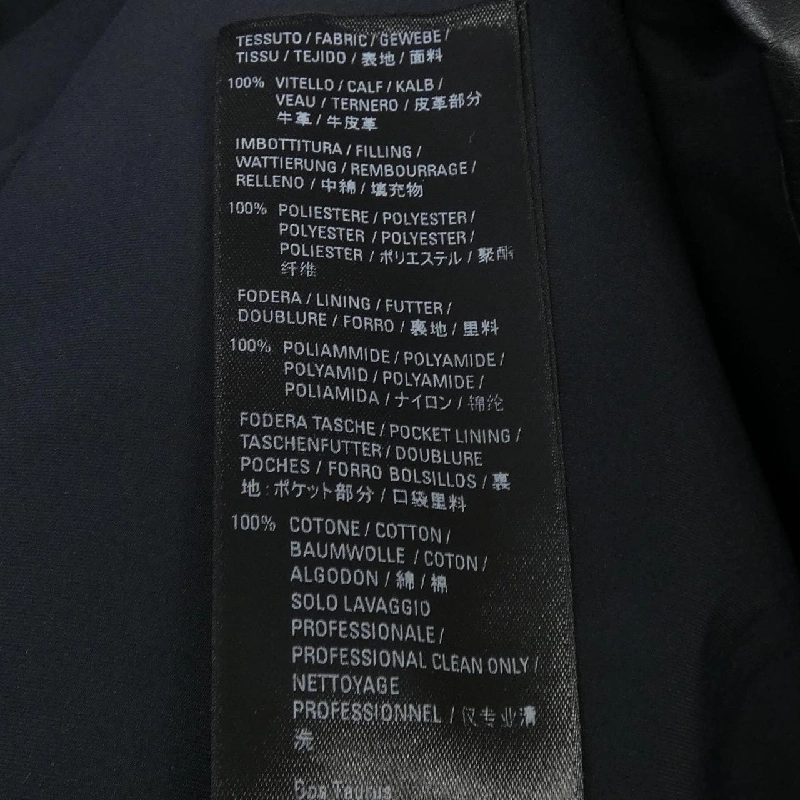 TESSUTO / FABRIC / GEWEBE /
TISSU / TEJIDO / 表地 / 面料
100% VITELLO / CALF / KALB /
VEAU / TERNERO / 皮革部分
牛革 / 牛皮革
IMBOTTITURA / FILLING /
WATTIERUNG / REMBOURRAGE /
RELLENO / 中綿 / 填充物
100% POLIESTERE / POLYESTER /
POLYESTER / POLYESTER /
POLIESTER / ポリエステル / 聚酯
纤维
FODERA / LINING / FUTTER /
DOUBLURE / FORRO / 裏地 / 里料
100% POLIAMMIDE / POLYAMIDE /
POLYAMID / POLYAMIDE /
POLIAMIDA / ナイロン / 锦纶
FODERA TASCHE / POCKET LINING /
TASCHENFUTTER / DOUBLURE
POCHES / FORRO BOLSILLOS / 裏
地:ポケット部分 / 口袋里料
100% COTONE / COTTON /
BAUMWOLLE / COTON /
ALGODON / 綿 / 棉
SOLO LAVAGGIO
PROFESSIONALE /
PROFESSIONAL CLEAN ONLY /
NETTOYAGE
PROFESSIONNEL / 仅专业清
洗
Bos Taurus